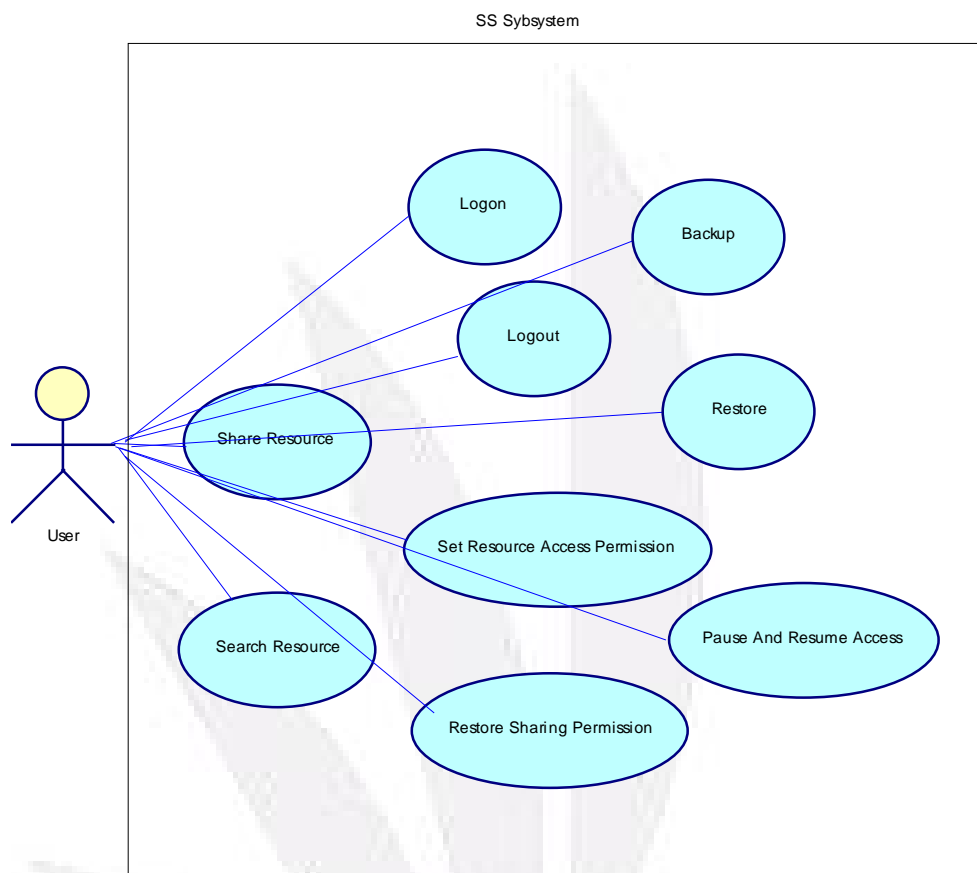 SS Sybsystem
Logon
Backup
Logout
Restore
Share Resource
User
Set Resource Access Permission
Search Resource
Pause And Resume Access
Restore Sharing Permission